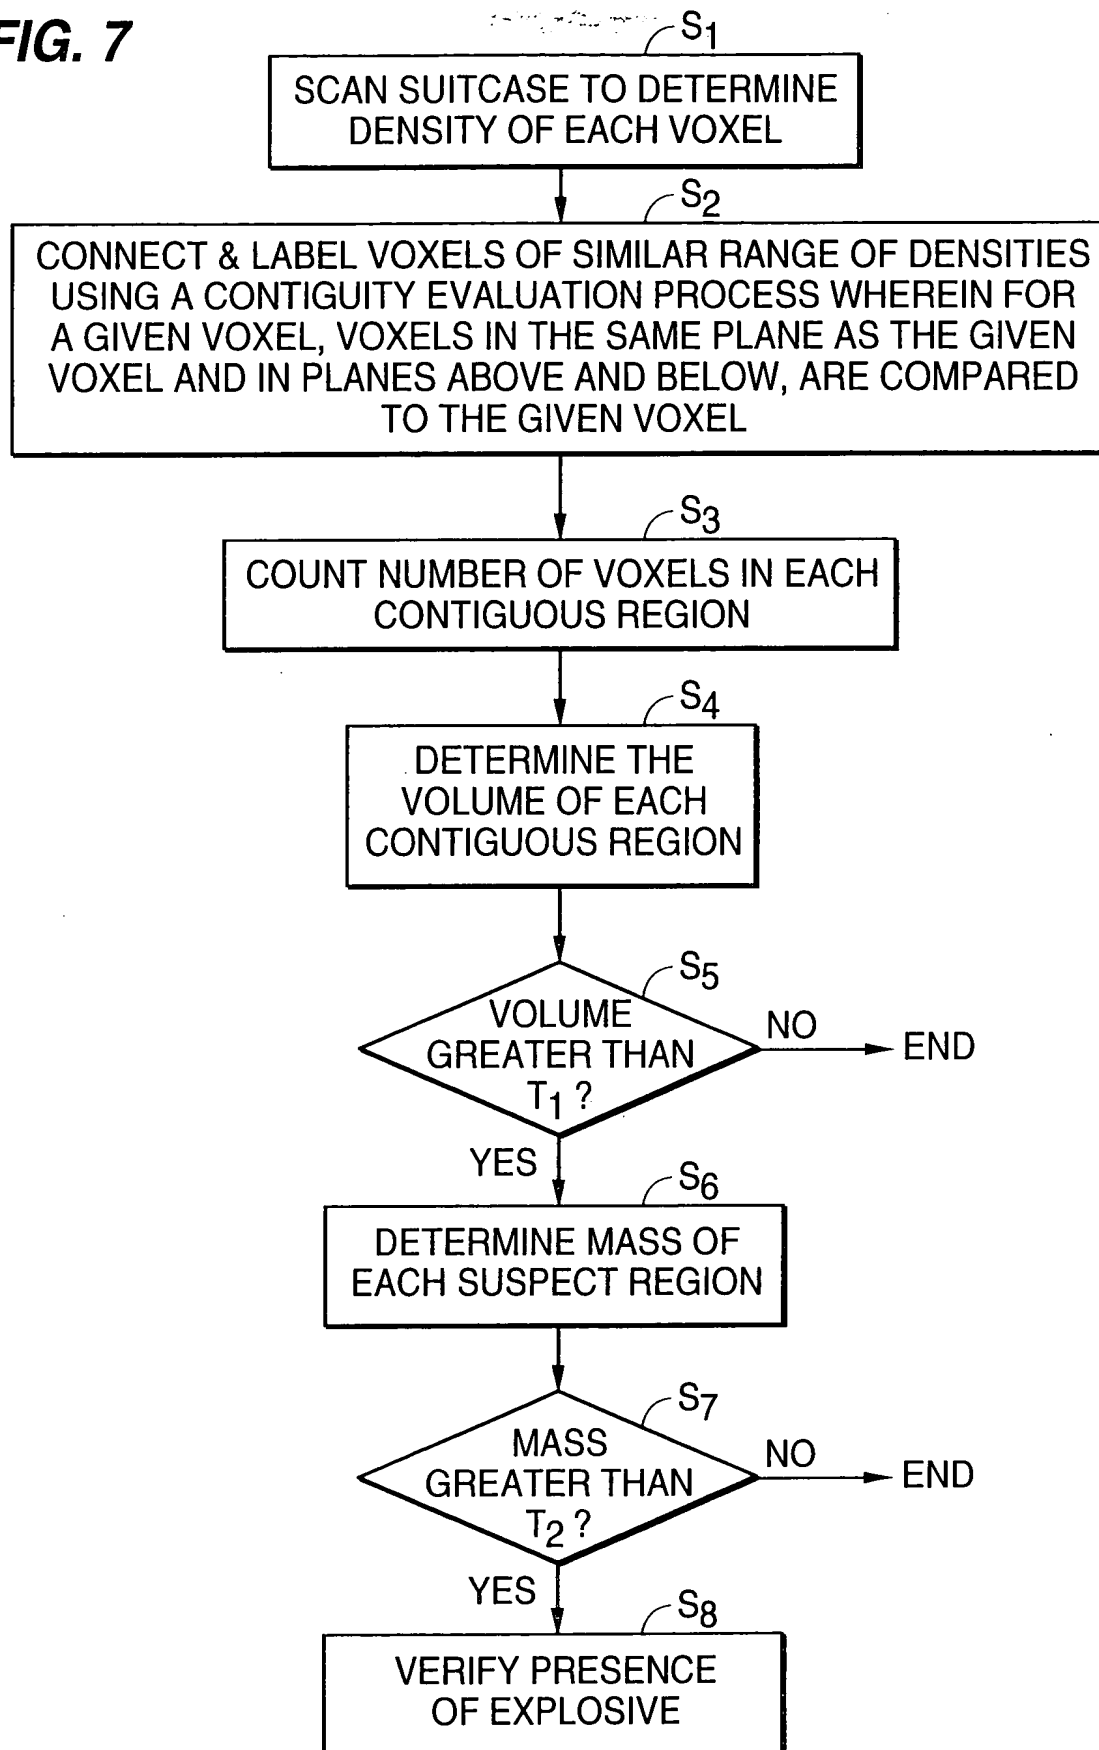 FIG. 7
S1
SCAN SUITCASE TO DETERMINE
DENSITY OF EACH VOXEL
S2
CONNECT & LABEL VOXELS OF SIMILAR RANGE OF DENSITIES
USING A CONTIGUITY EVALUATION PROCESS WHEREIN FOR
A GIVEN VOXEL, VOXELS IN THE SAME PLANE AS THE GIVEN
VOXEL AND IN PLANES ABOVE AND BELOW, ARE COMPARED
TO THE GIVEN VOXEL
S3
COUNT NUMBER OF VOXELS IN EACH
CONTIGUOUS REGION
S4
DETERMINE THE
VOLUME OF EACH
CONTIGUOUS REGION
S5
VOLUME
GREATER THAN
T1 ?
NO
END
YES
S6
DETERMINE MASS OF
EACH SUSPECT REGION
S7
MASS
GREATER THAN
T2 ?
NO
END
YES
S8
VERIFY PRESENCE
OF EXPLOSIVE